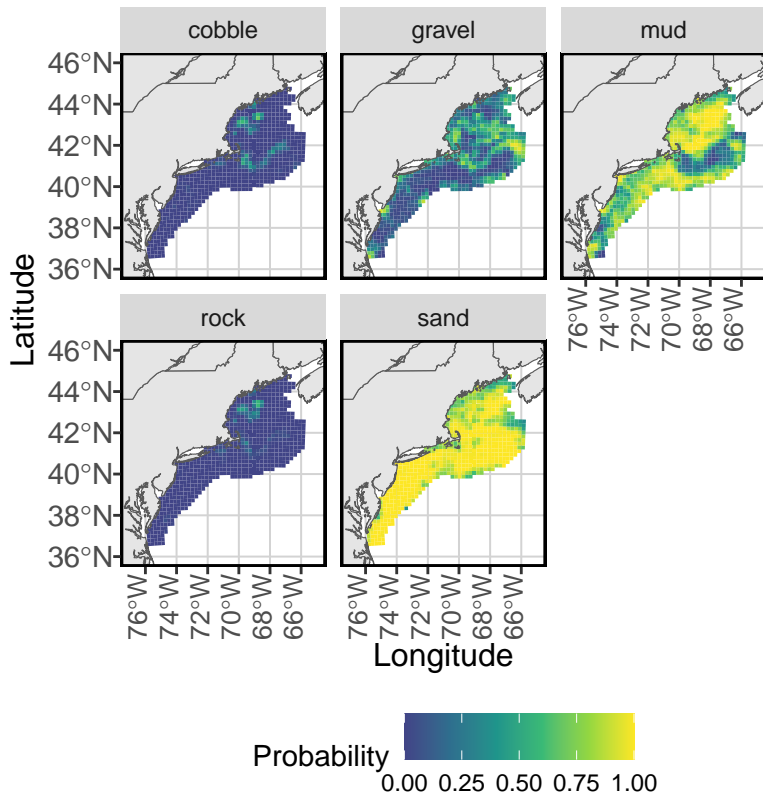 cobble gravel mud
46°N
44°N
42°N
40°N
38°N
36°N
76°W 74°W 72°W 70°W 68°W 66°W
rock sand
46°N
44°N
42°N
40°N
38°N
36°N
76°W 74°W 72°W 70°W 68°W 66°W
76°W 74°W 72°W 70°W 68°W 66°W
Latitude
Longitude
Probability
0.00 0.25 0.50 0.75 1.00